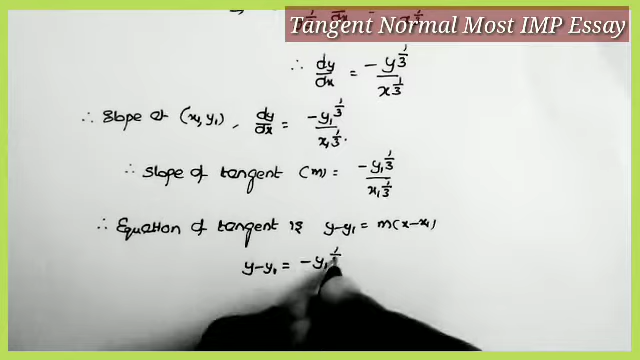 Tangent Normal Most IMP Essay
∴ dy/dx = -y^1/3 / x^1/3
∴ Slope at (x₁, y₁), dy/dx = -y₁^1/3 / x₁^1/3.
∴ Slope of tangent (m) = -y₁^1/3 / x₁^1/3
∴ Equation of tangent is y-y₁ = m(x-x₁)
y-y₁ = -y₁^1/3